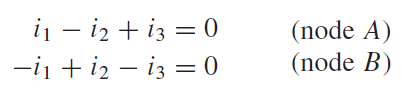 i₁ − i₂ + i₃ = 0 (node A)
−i₁ + i₂ − i₃ = 0 (node B)